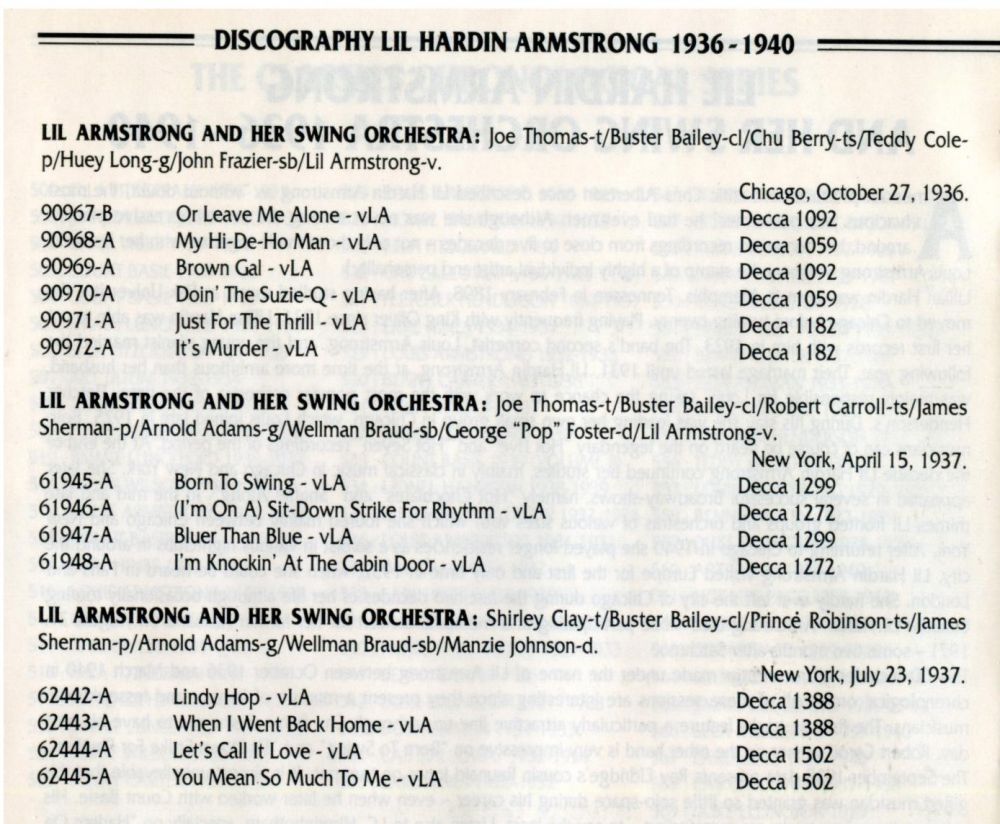 DISCOGRAPHY LIL HARDIN ARMSTRONG 1936-1940
LIL ARMSTRONG AND HER SWING ORCHESTRA: Joe Thomas-t/Buster Bailey-cl/Chu Berry-ts/Teddy Cole-
p/Huey Long-g/John Frazier-sb/Lil Armstrong-v.
Chicago, October 27, 1936.
90967-B Or Leave Me Alone - vLA Decca 1092
90968-A My Hi-De-Ho Man - vLA Decca 1059
90969-A Brown Gal - vLA Decca 1092
90970-A Doin' The Suzie-Q - vLA Decca 1059
90971-A Just For The Thrill - vLA Decca 1182
90972-A It's Murder - vLA Decca 1182
LIL ARMSTRONG AND HER SWING ORCHESTRA: Joe Thomas-t/Buster Bailey-cl/Robert Carroll-ts/James
Sherman-p/Arnold Adams-g/Wellman Braud-sb/George "Pop" Foster-d/Lil Armstrong-v.
New York, April 15, 1937.
61945-A Born To Swing - vLA Decca 1299
61946-A (I'm On A) Sit-Down Strike For Rhythm - vLA Decca 1272
61947-A Bluer Than Blue - vLA Decca 1299
61948-A I'm Knockin' At The Cabin Door - vLA Decca 1272
LIL ARMSTRONG AND HER SWING ORCHESTRA: Shirley Clay-t/Buster Bailey-cl/Prince Robinson-ts/James
Sherman-p/Arnold Adams-g/Wellman Braud-sb/Manzie Johnson-d.
New York, July 23, 1937.
62442-A Lindy Hop - vLA Decca 1388
62443-A When I Went Back Home - vLA Decca 1388
62444-A Let's Call It Love - vLA Decca 1502
62445-A You Mean So Much To Me - vLA Decca 1502